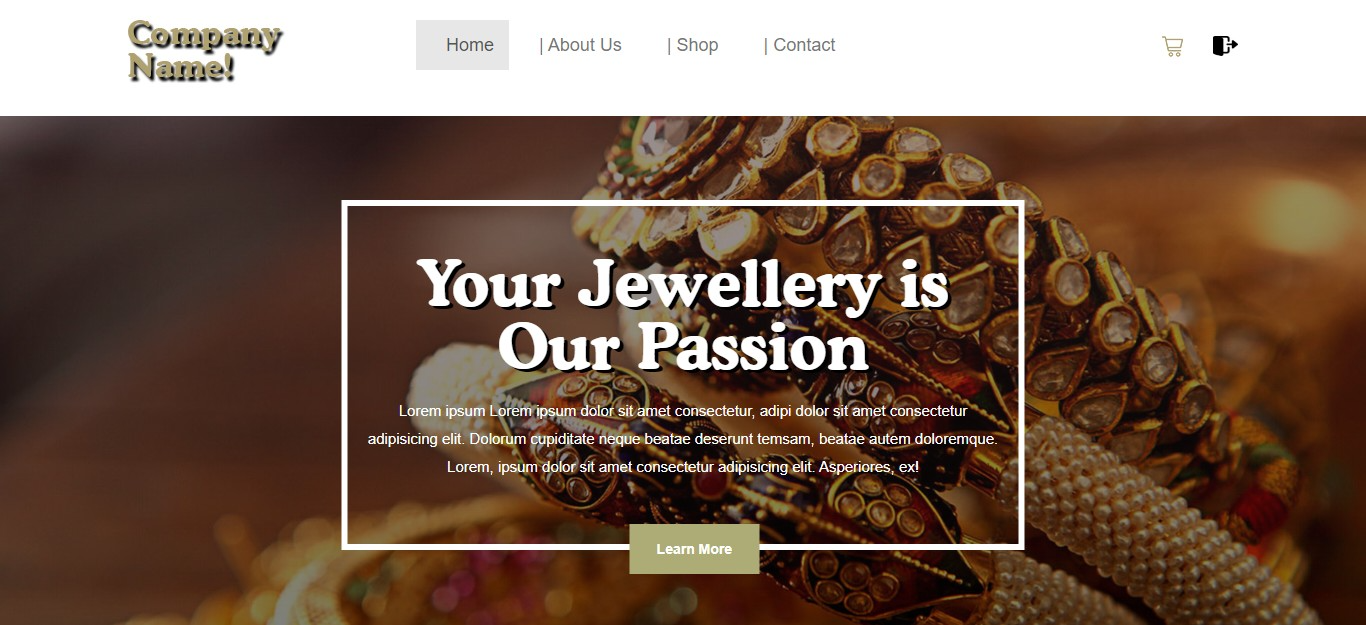 Company
Name!
Home
| About Us
| Shop
| Contact
Your Jewellery is
Our Passion
Lorem ipsum Lorem ipsum dolor sit amet consectetur, adipi dolor sit amet consectetur
adipisicing elit. Dolorum cupiditate neque beatae deserunt temsam, beatae autem doloremque.
Lorem, ipsum dolor sit amet consectetur adipisicing elit. Asperiores, ex!
Learn More